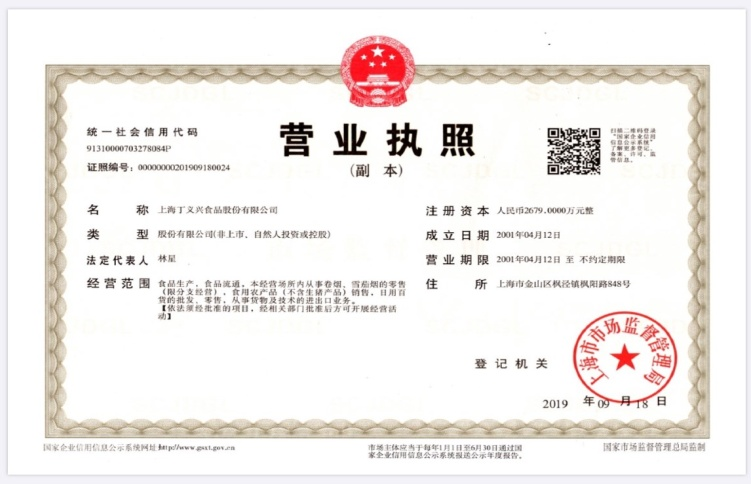 营业执照
（副 本）
统一社会信用代码
91310000703278084P
证照编号：00000000201909180024
扫描二维码登录
“国家企业信用
信息公示系统”
了解更多登记、
备案、许可、监
管信息。
名 称 上海丁义兴食品股份有限公司
类 型 股份有限公司(非上市、自然人投资或控股)
法定代表人 林星
经营范围 食品生产，食品流通。本经营场所内从事卷烟、雪茄烟的零售
（限分支经营），食用农产品（不含生猪产品）销售，日用百
货的批发、零售，从事货物及技术的进出口业务。
【依法须经批准的项目，经相关部门批准后方可开展经营活
动】
注册资本 人民币2679.0000万元整
成立日期 2001年04月12日
营业期限 2001年04月12日 至 不约定期限
住 所 上海市金山区枫泾镇枫阳路848号
登记机关
上海市市场监督管理局
2019 年 09 月 18 日
国家企业信用信息公示系统网址：http://www.gsxt.gov.cn
市场主体应当于每年1月1日至6月30日通过国
家企业信用信息公示系统报送公示年度报告。
国家市场监督管理总局监制